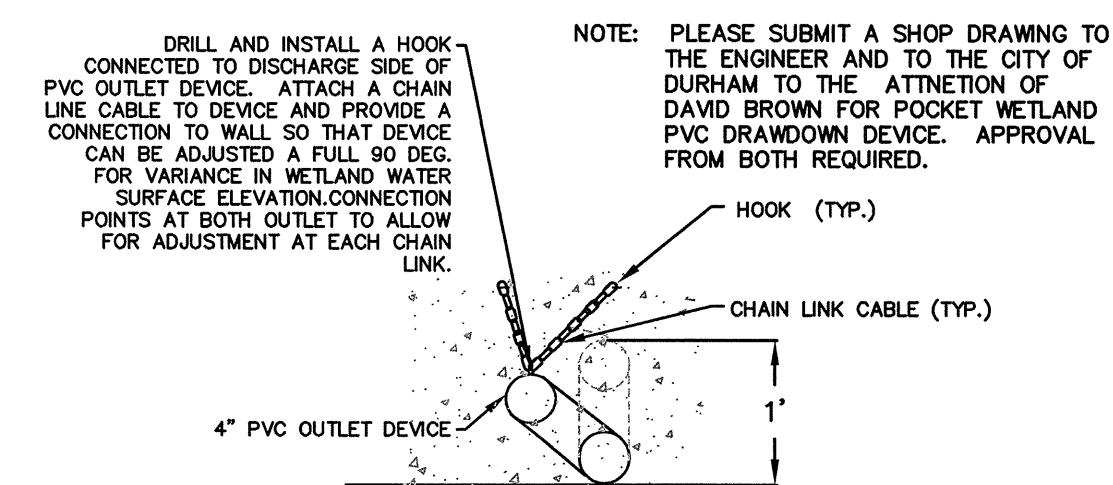 DRILL AND INSTALL A HOOK
CONNECTED TO DISCHARGE SIDE OF
PVC OUTLET DEVICE. ATTACH A CHAIN
LINE CABLE TO DEVICE AND PROVIDE A
CONNECTION TO WALL SO THAT DEVICE
CAN BE ADJUSTED A FULL 90 DEG.
FOR VARIANCE IN WETLAND WATER
SURFACE ELEVATION.CONNECTION
POINTS AT BOTH OUTLET TO ALLOW
FOR ADJUSTMENT AT EACH CHAIN
LINK.
NOTE: PLEASE SUBMIT A SHOP DRAWING TO
THE ENGINEER AND TO THE CITY OF
DURHAM TO THE ATTNETION OF
DAVID BROWN FOR POCKET WETLAND
PVC DRAWDOWN DEVICE. APPROVAL
FROM BOTH REQUIRED.
HOOK (TYP.)
CHAIN LINK CABLE (TYP.)
1'
4" PVC OUTLET DEVICE